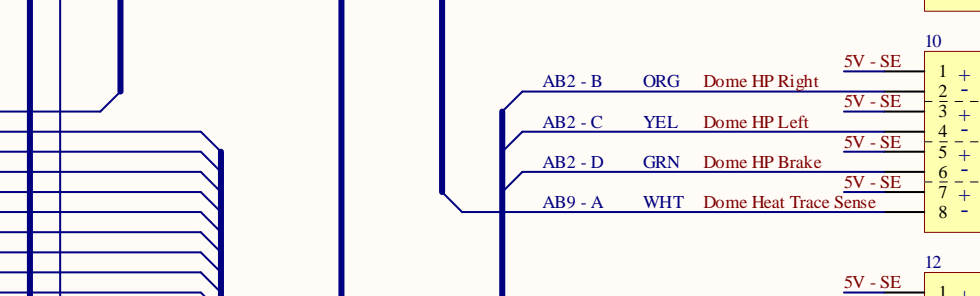 10
5V - SE
1 +
AB2 - B ORG Dome HP Right
2 -
5V - SE
3 +
AB2 - C YEL Dome HP Left
4 -
5V - SE
5 +
AB2 - D GRN Dome HP Brake
6 -
5V - SE
7 +
AB9 - A WHT Dome Heat Trace Sense
8 -
12
5V - SE
1 +